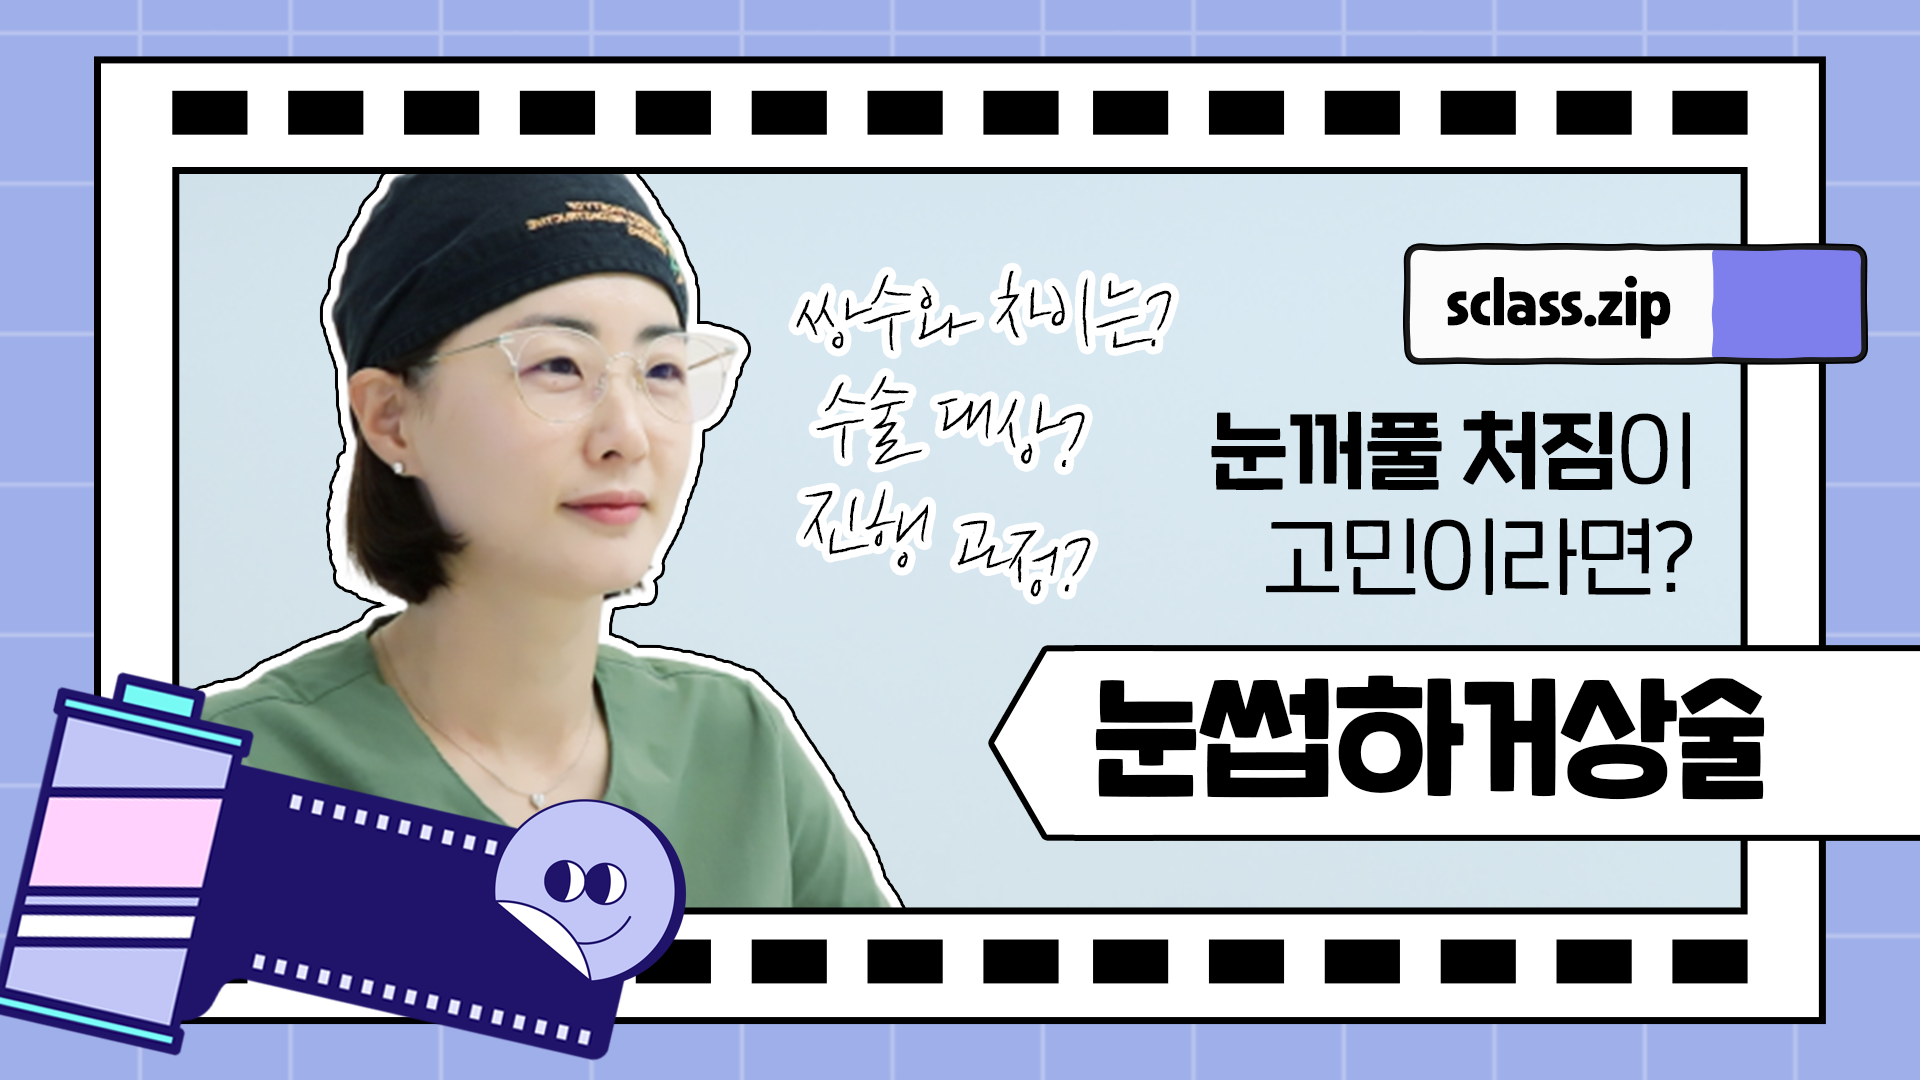 쌍수와 차이는?
수술 대상?
진행 과정?
sclass.zip
눈꺼풀 처짐이
고민이라면?
눈썹하거상술